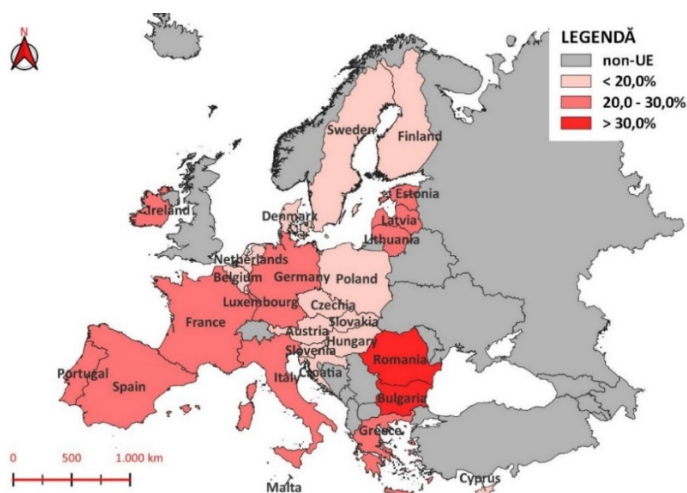 N
LEGENDĂ
non-UE
< 20,0%
20,0 - 30,0%
> 30,0%
Sweden
Finland
Estonia
Latvia
Lithuania
Ireland
Denmark
Netherlands
Belgium
Germany
Poland
Luxembourg
Czechia
Slovakia
France
Austria
Hungary
Slovenia
Romania
Croatia
Italy
Portugal
Spain
Bulgaria
Greece
0 500 1.000 km
Malta
Cyprus